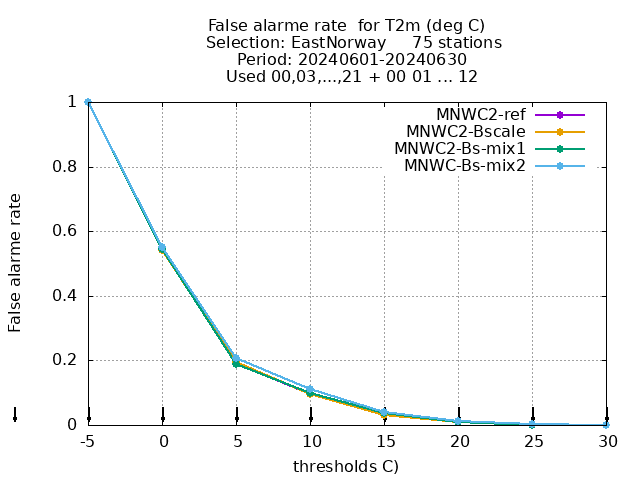 False alarme rate  for T2m (deg C)
Selection: EastNorway     75 stations
Period: 20240601-20240630
Used 00,03,...,21 + 00 01 ... 12
MNWC2-ref
MNWC2-Bscale
MNWC2-Bs-mix1
MNWC-Bs-mix2
False alarme rate
1
0.8
0.6
0.4
0.2
0
-5 0 5 10 15 20 25 30
thresholds C)